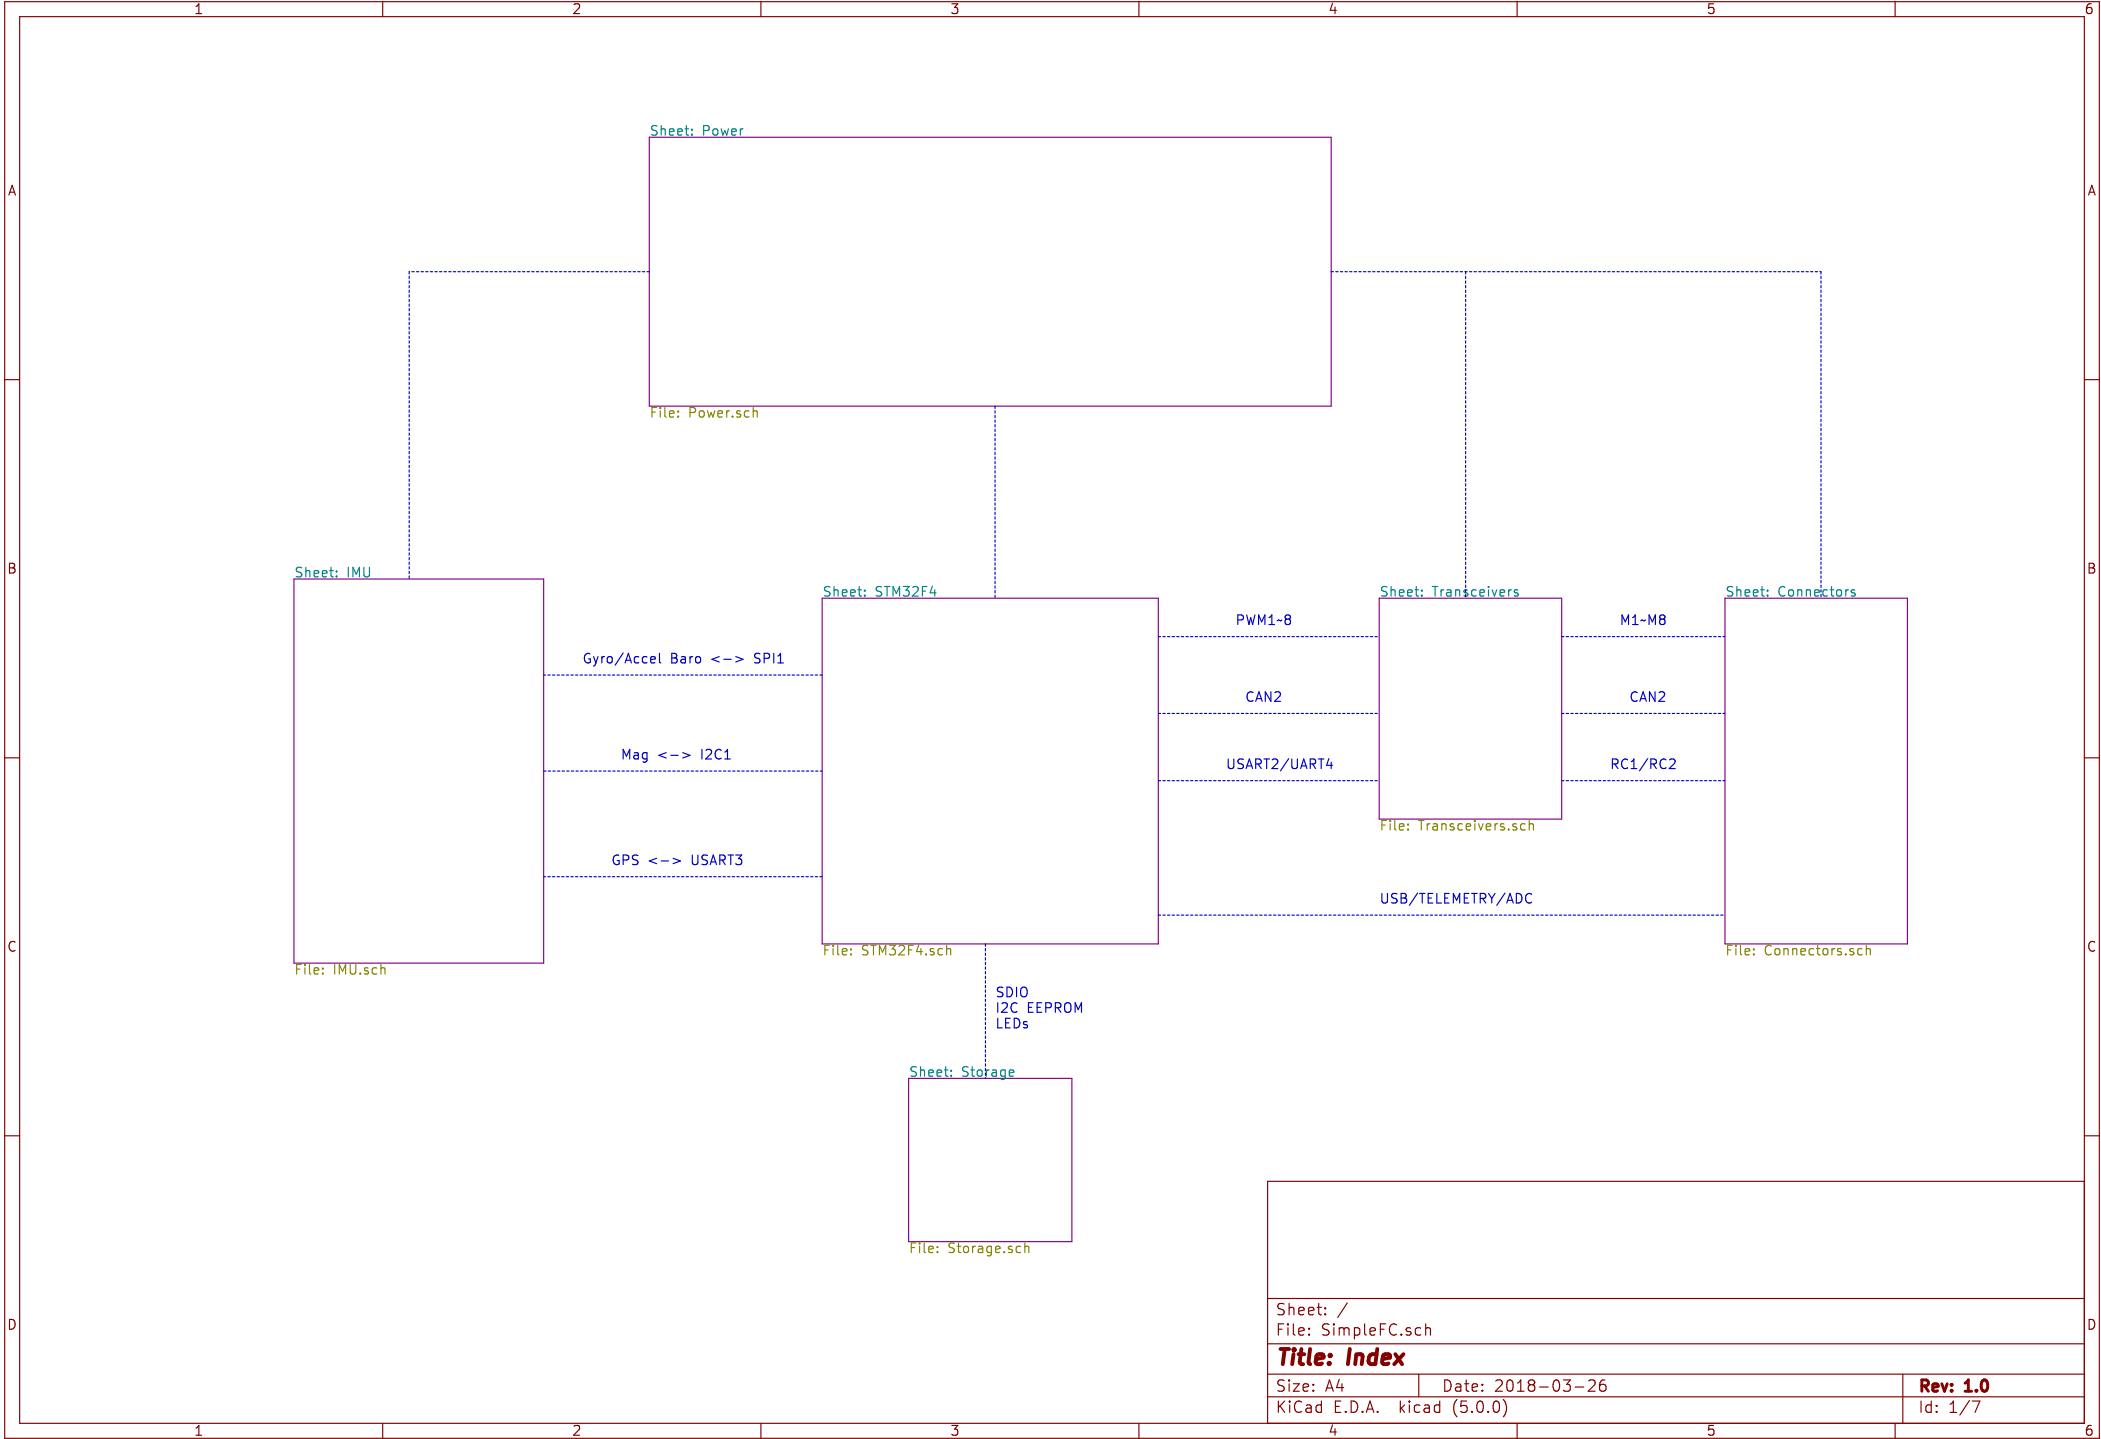 1 2 3 4 5 6
A A
Sheet: Power
File: Power.sch
B B
Sheet: IMU
Sheet: STM32F4
Sheet: Transceivers
Sheet: Connectors
PWM1~8
M1~M8
Gyro/Accel Baro <-> SPI1
CAN2
CAN2
Mag <-> I2C1
USART2/UART4
RC1/RC2
File: Transceivers.sch
GPS <-> USART3
USB/TELEMETRY/ADC
C C
File: STM32F4.sch
File: Connectors.sch
File: IMU.sch
SDIO
I2C EEPROM
LEDs
Sheet: Storage
File: Storage.sch
Sheet: /
File: SimpleFC.sch
D D
Title: Index
Size: A4
Date: 2018-03-26
Rev: 1.0
KiCad E.D.A. kicad (5.0.0)
Id: 1/7
1 2 3 4 5 6